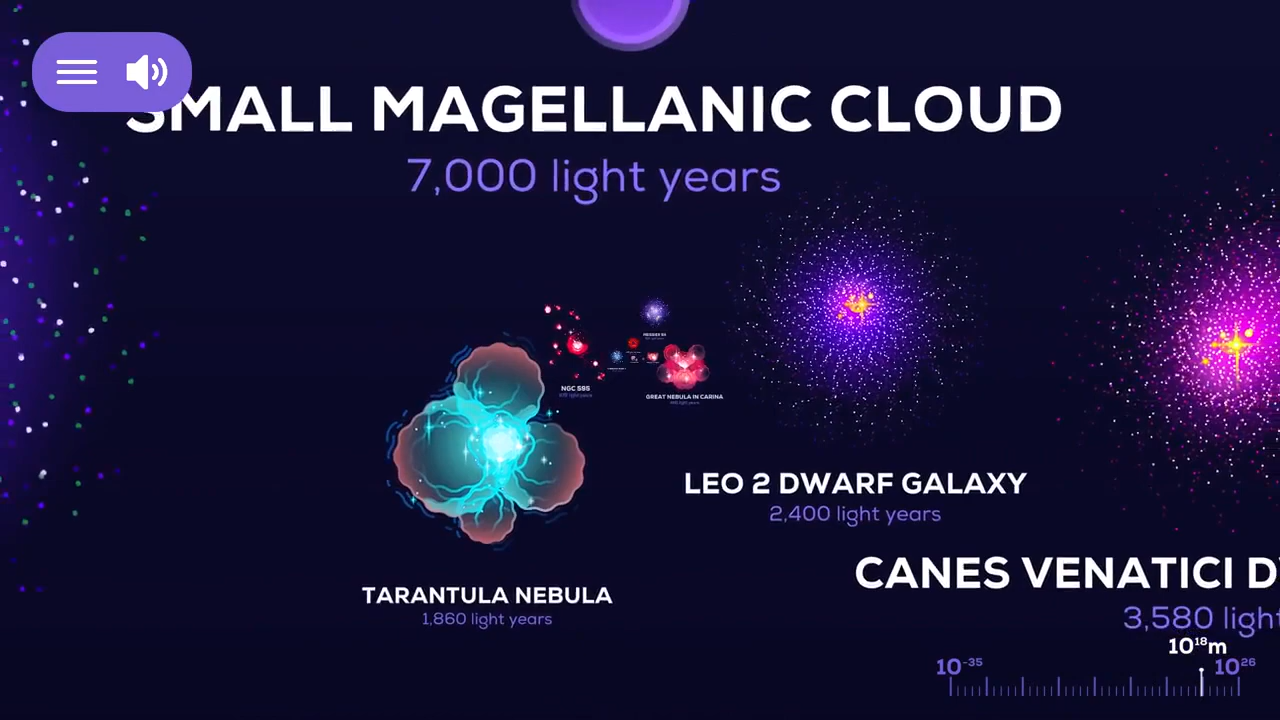 SMALL MAGELLANIC CLOUD
7,000 light years
NGC 595
GREAT NEBULA IN CARINA
LEO 2 DWARF GALAXY
2,400 light years
CANES VENATICI D
3,580 light
TARANTULA NEBULA
1,860 light years
10¹⁸m
10⁻³⁵
10²⁶